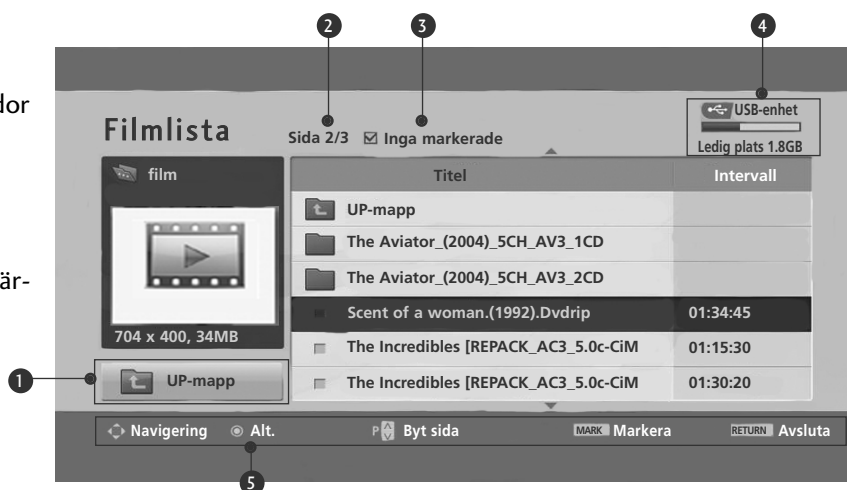 2 3 4
dor
USB-enhet
Filmlista Sida 2/3 Inga markerade
Ledig plats 1.8GB
film Titel Intervall
UP-mapp
The Aviator_(2004)_5CH_AV3_1CD
The Aviator_(2004)_5CH_AV3_2CD
är-
Scent of a woman.(1992).Dvdrip 01:34:45
704 x 400, 34MB
The Incredibles [REPACK_AC3_5.0c-CiM 01:15:30
1 UP-mapp
The Incredibles [REPACK_AC3_5.0c-CiM 01:30:20
Navigering Alt. P Byt sida MARK Markera RETURN Avsluta
5